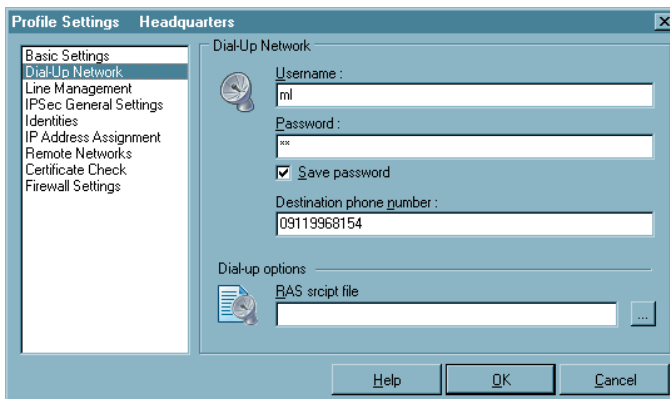 Profile Settings Headquarters
Basic Settings
Dial-Up Network
Line Management
IPSec General Settings
Identities
IP Address Assignment
Remote Networks
Certificate Check
Firewall Settings
Dial-Up Network
Username :
ml
Password :
**
Save password
Destination phone number :
09119968154
Dial-up options
RAS srcipt file
...
Help
OK
Cancel